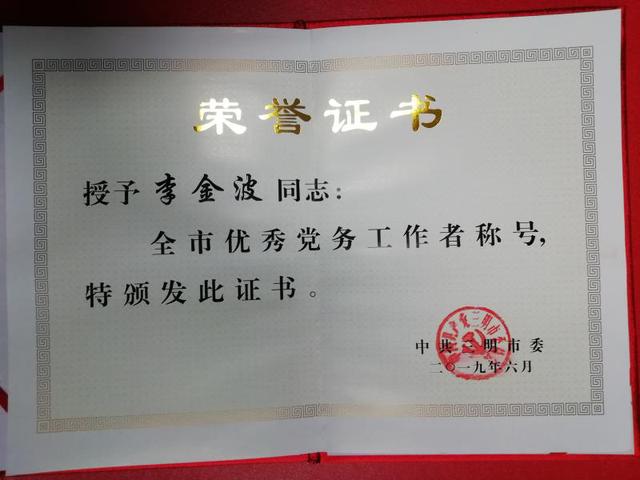 荣誉证书
授予李金波同志：
全市优秀党务工作者称号，
特颁发此证书。
中共三明市委
二〇一九年六月